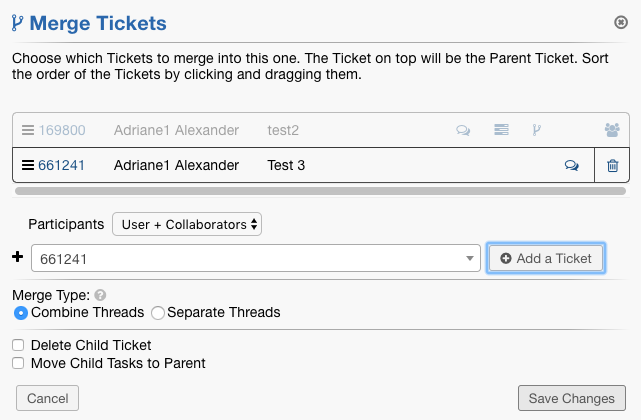 Merge Tickets
Choose which Tickets to merge into this one. The Ticket on top will be the Parent Ticket. Sort
the order of the Tickets by clicking and dragging them.
169800 Adriane1 Alexander test2
661241 Adriane1 Alexander Test 3
Participants User + Collaborators
661241 Add a Ticket
Merge Type: ?
Combine Threads Separate Threads
Delete Child Ticket
Move Child Tasks to Parent
Cancel Save Changes